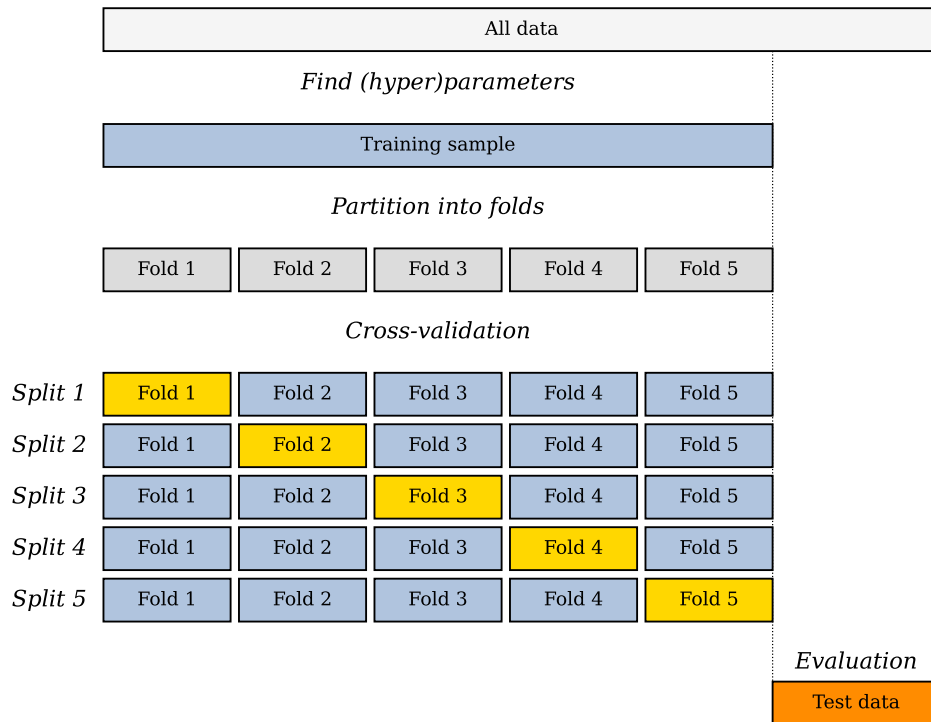 All data
Find (hyper)parameters
Training sample
Partition into folds
Fold 1 Fold 2 Fold 3 Fold 4 Fold 5
Cross-validation
Split 1 Fold 1 Fold 2 Fold 3 Fold 4 Fold 5
Split 2 Fold 1 Fold 2 Fold 3 Fold 4 Fold 5
Split 3 Fold 1 Fold 2 Fold 3 Fold 4 Fold 5
Split 4 Fold 1 Fold 2 Fold 3 Fold 4 Fold 5
Split 5 Fold 1 Fold 2 Fold 3 Fold 4 Fold 5
Evaluation
Test data